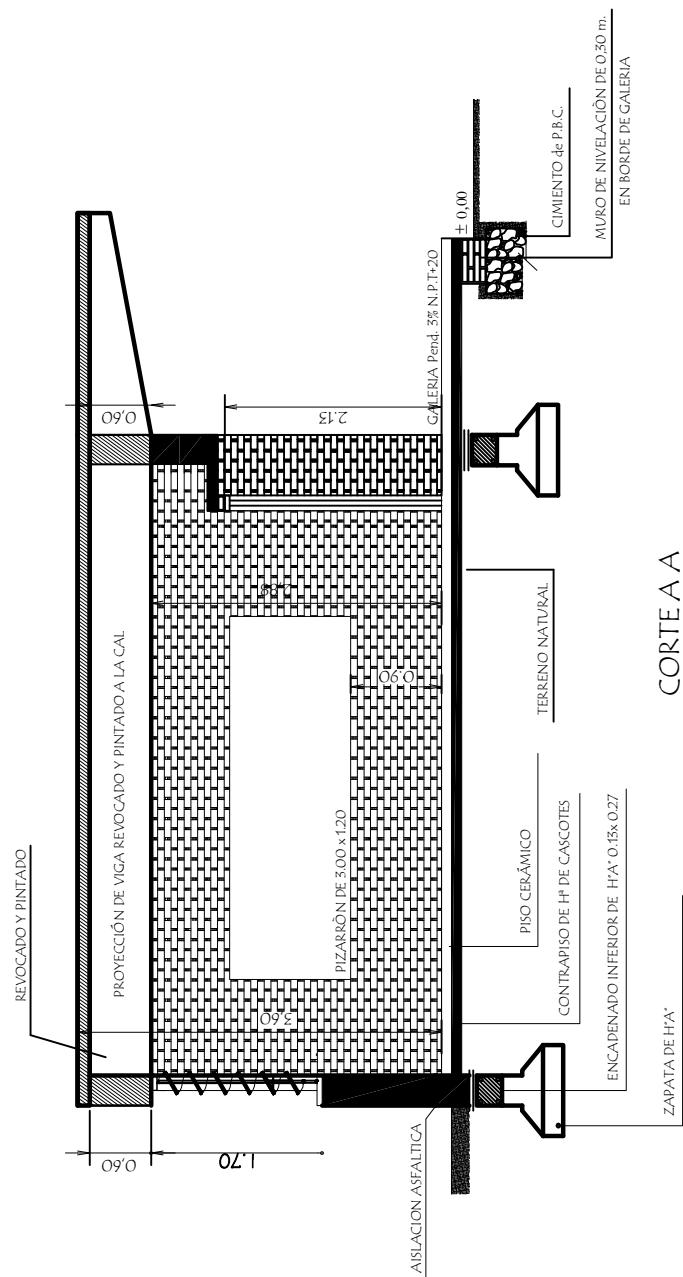 REVOCADO Y PINTADO
0,60
1.70
AISLACION ASFALTICA
PROYECCIÓN DE VIGA REVOCADO Y PINTADO A LA CAL
3,60
PIZARRÒN DE 3.00 x 1.20
2,88
0.90
0,60
2.13
GALERIA Pend. 3% N.P.T+20
± 0,00
PISO CERÁMICO
CONTRAPISO DE Hº DE CASCOTES
ENCADENADO INFERIOR DE HºAº 0.13x 0.27
ZAPATA DE HºAº
TERRENO NATURAL
CIMIENTO de P.B.C.
MURO DE NIVELACIÒN DE 0,30 m.
EN BORDE DE GALERIA
CORTE A A